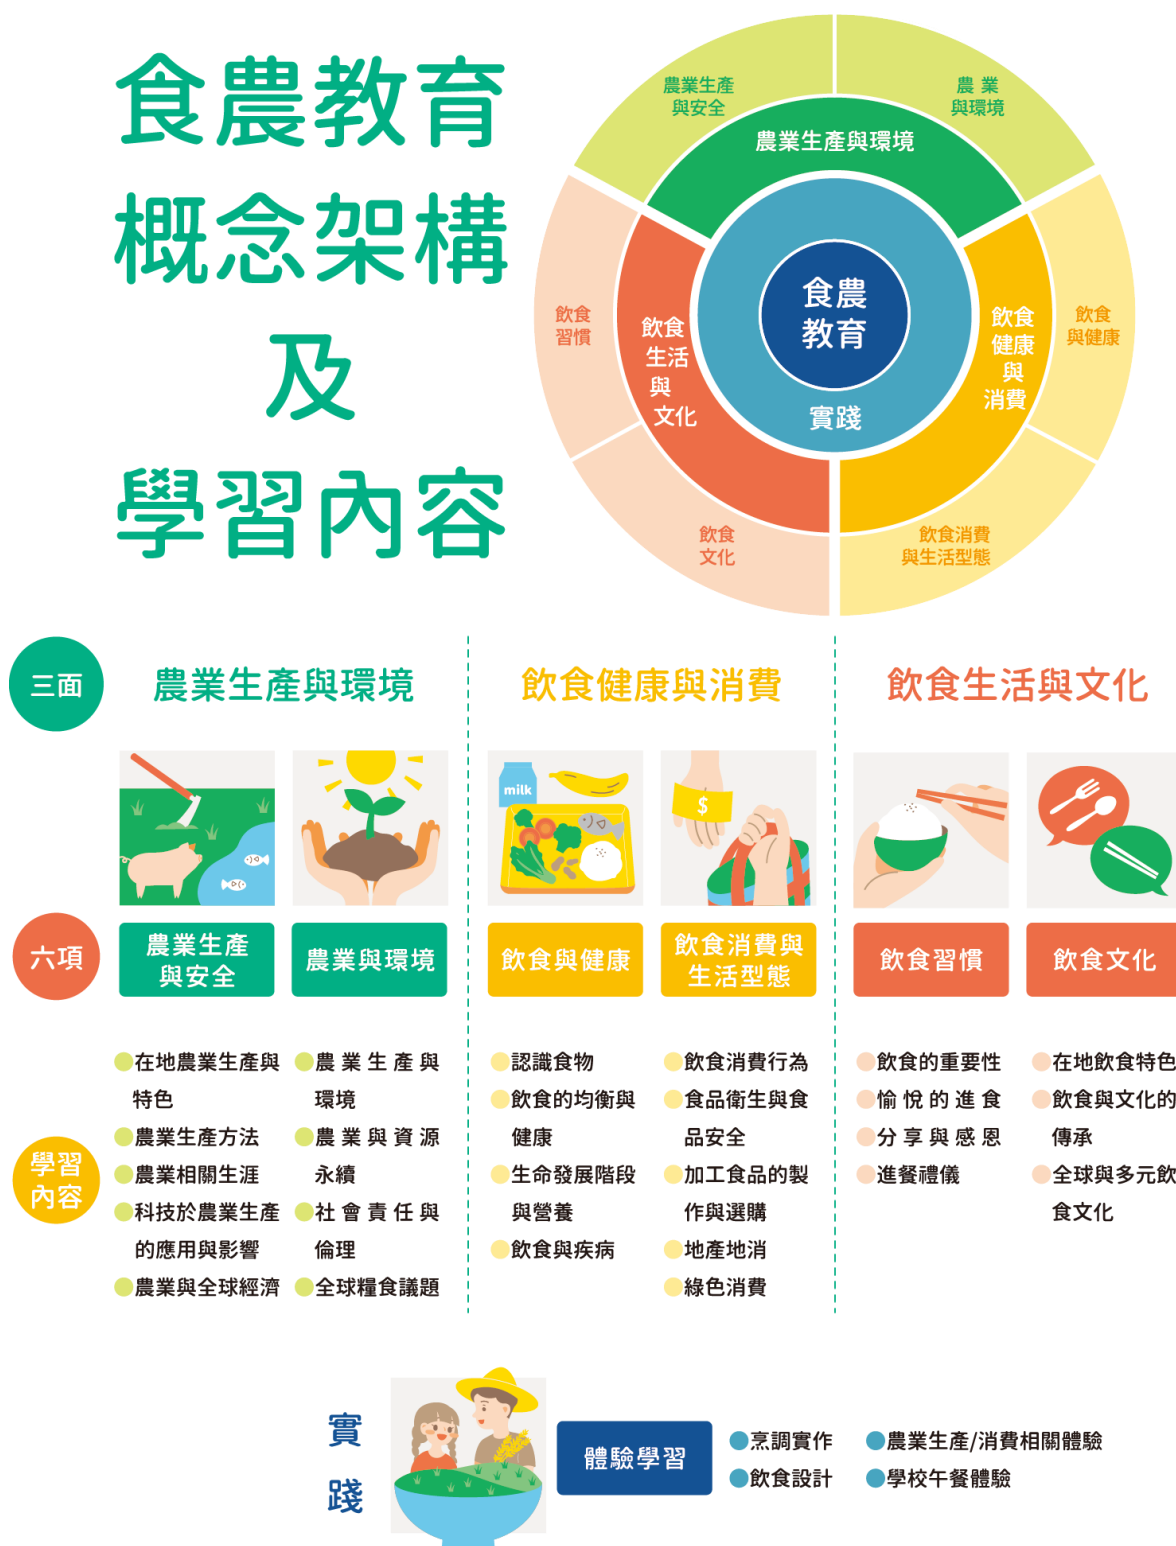 食農教育
概念架構
及
學習內容
農業生產
與安全
農 業
與環境
農業生產與環境
飲食
習慣
飲食
生活
與
文化
食農
教育
實踐
飲食
健康
與
消費
飲食
與健康
飲食
文化
飲食消費
與生活型態
三面
農業生產與環境
飲食健康與消費
飲食生活與文化
milk
$
六項
農業生產
與安全
農業與環境
飲食與健康
飲食消費與
生活型態
飲食習慣
飲食文化
學習
內容
在地農業生產與
特色
農業生產方法
農業相關生涯
科技於農業生產
的應用與影響
農業與全球經濟
農業生產與
環境
農業與資源
永續
社會責任與
倫理
全球糧食議題
認識食物
飲食的均衡與
健康
生命發展階段
與營養
飲食與疾病
飲食消費行為
食品衛生與食
品安全
加工食品的製
作與選購
地產地消
綠色消費
飲食的重要性
愉悅的進食
分享與感恩
進餐禮儀
在地飲食特色
飲食與文化的
傳承
全球與多元飲
食文化
實
踐
體驗學習
烹調實作
飲食設計
農業生產/消費相關體驗
學校午餐體驗